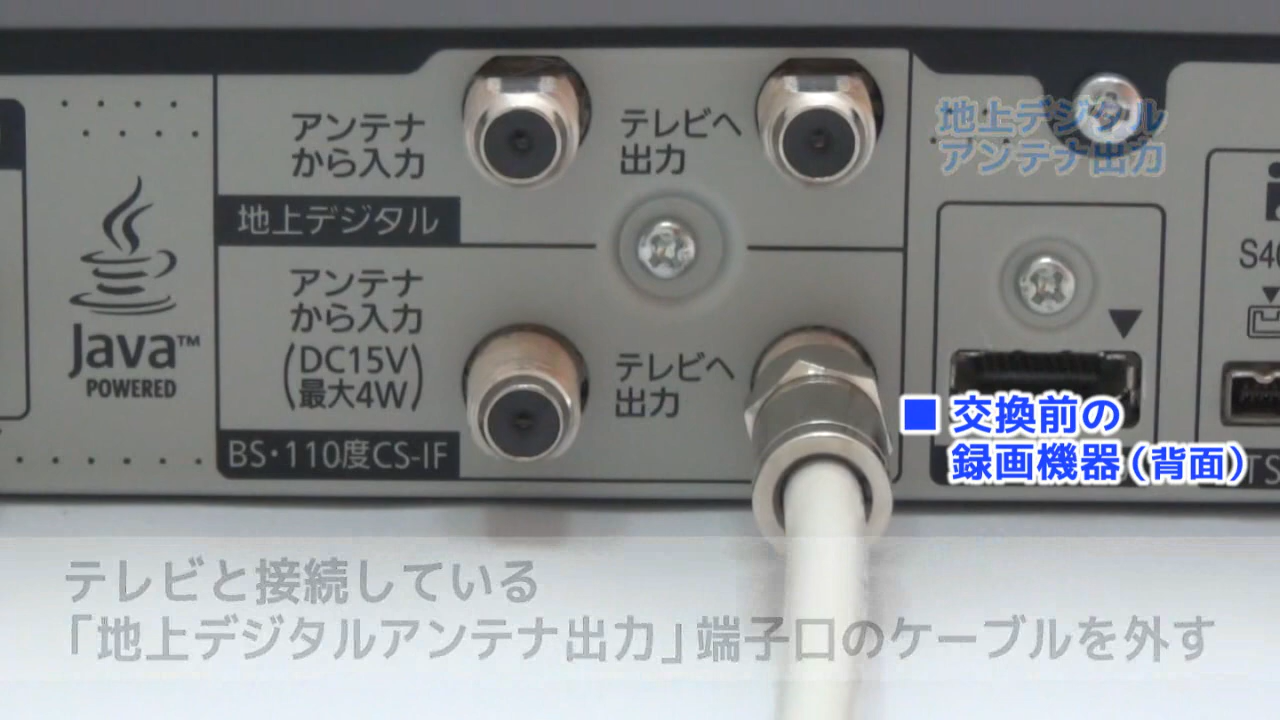 アンテナ
から入力
テレビへ
出力
地上デジタル
アンテナ出力
地上デジタル
Java™
POWERED
アンテナ
から入力
(DC15V)
最大4W
テレビへ
出力
BS・110度CS-IF
S40
■ 交換前の
録画機器（背面）
TS
テレビと接続している
「地上デジタルアンテナ出力」端子口のケーブルを外す